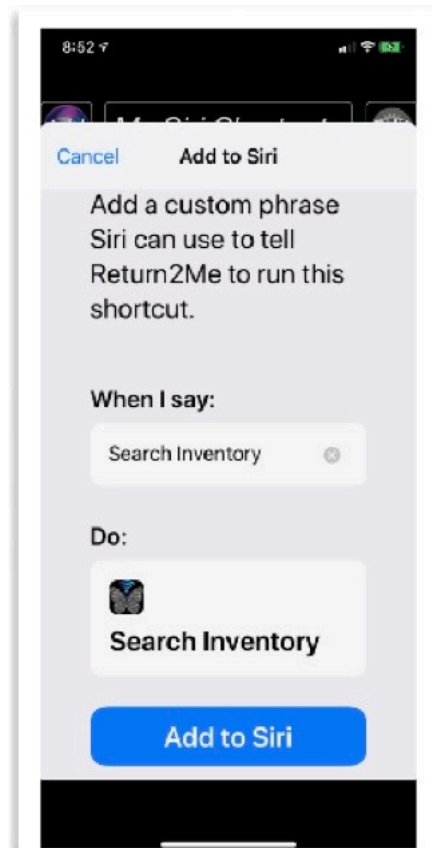 8:52
Cancel Add to Siri
Add a custom phrase
Siri can use to tell
Return2Me to run this
shortcut.
When I say:
Search Inventory
Do:
Search Inventory
Add to Siri